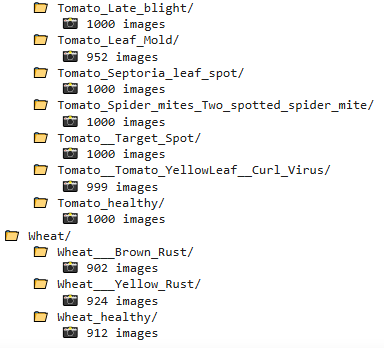 Tomato_Late_blight/
1000 images
Tomato_Leaf_Mold/
952 images
Tomato_Septoria_leaf_spot/
1000 images
Tomato_Spider_mites_Two_spotted_spider_mite/
1000 images
Tomato__Target_Spot/
1000 images
Tomato__Tomato_YellowLeaf__Curl_Virus/
999 images
Tomato_healthy/
1000 images
Wheat/
Wheat___Brown_Rust/
902 images
Wheat___Yellow_Rust/
924 images
Wheat_healthy/
912 images